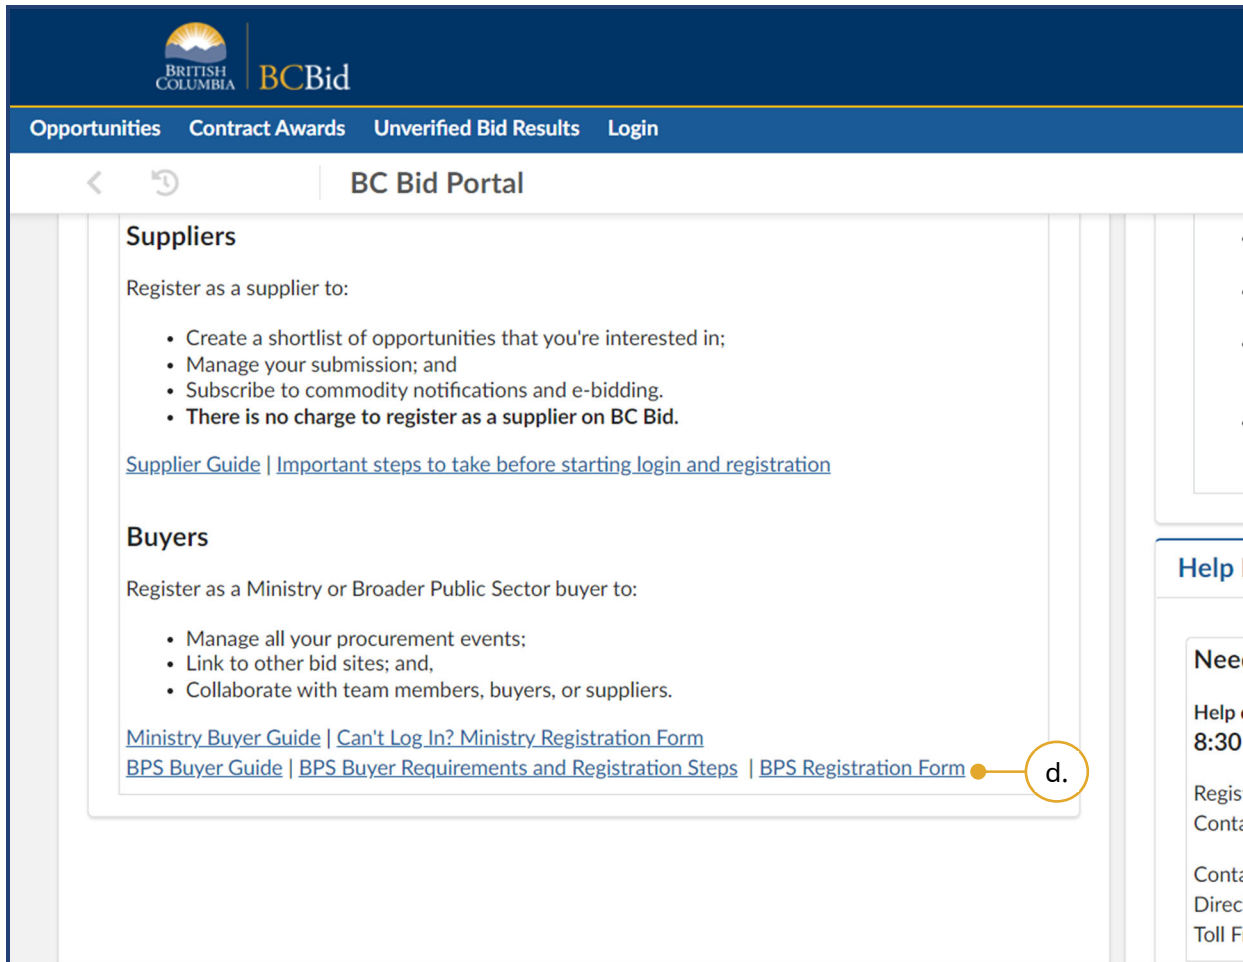 BRITISH
COLUMBIA
BCBid
Opportunities Contract Awards Unverified Bid Results Login
BC Bid Portal
Suppliers
Register as a supplier to:
• Create a shortlist of opportunities that you're interested in;
• Manage your submission; and
• Subscribe to commodity notifications and e-bidding.
• There is no charge to register as a supplier on BC Bid.
Supplier Guide | Important steps to take before starting login and registration
Buyers
Register as a Ministry or Broader Public Sector buyer to:
• Manage all your procurement events;
• Link to other bid sites; and,
• Collaborate with team members, buyers, or suppliers.
Ministry Buyer Guide | Can't Log In? Ministry Registration Form
BPS Buyer Guide | BPS Buyer Requirements and Registration Steps | BPS Registration Form
d.
Help
Help
8:30